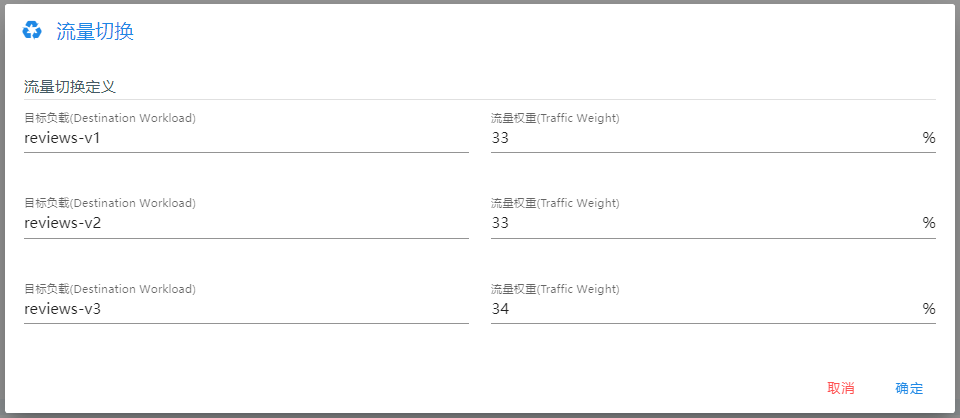 流量切换
流量切换定义
目标负载(Destination Workload) 流量权重(Traffic Weight)
reviews-v1 33 %
目标负载(Destination Workload) 流量权重(Traffic Weight)
reviews-v2 33 %
目标负载(Destination Workload) 流量权重(Traffic Weight)
reviews-v3 34 %
取消 确定